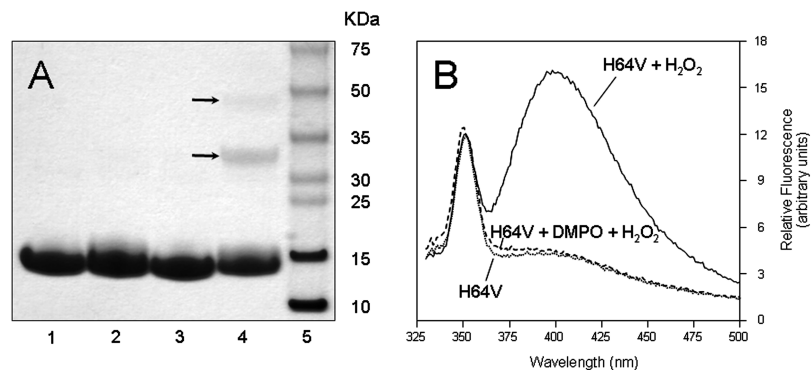 KDa
A
75
50
35
30
25
15
10
1 2 3 4 5
B
H64V + H₂O₂
H64V + DMPO + H₂O₂
H64V
18
15
12
9
6
3
0
Relative Fluorescence
(arbitrary units)
325 350 375 400 425 450 475 500
Wavelength (nm)